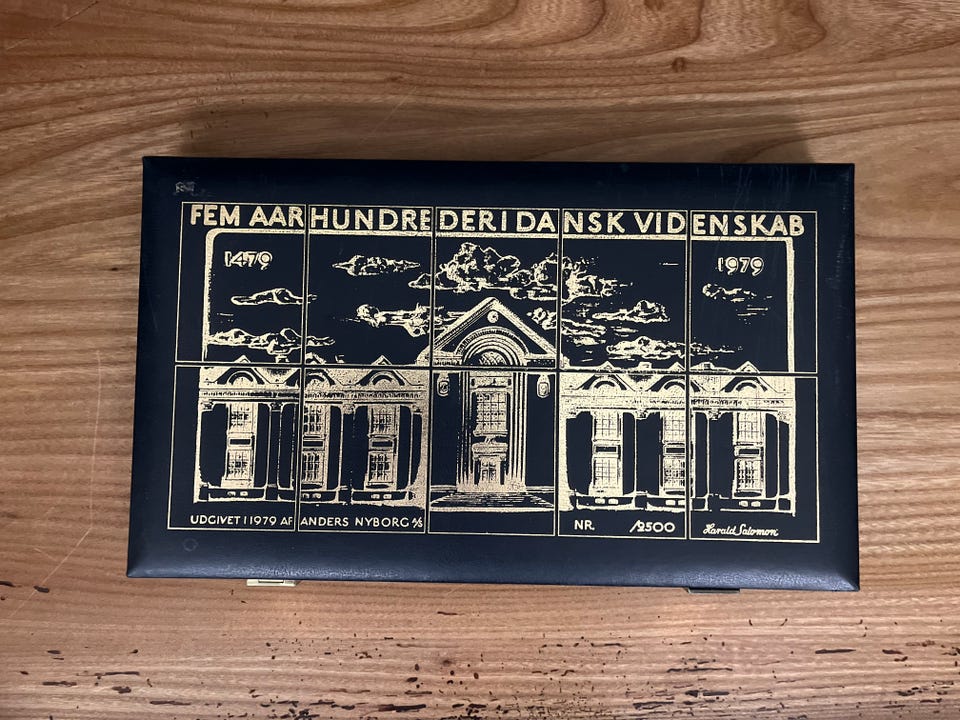 FEM AARHUNDREDER I DANSK VIDENSKAB
1479 1979
UDGIVET I 1979 AF ANDERS NYBORG A/S NR. /2500 Harald Salomon